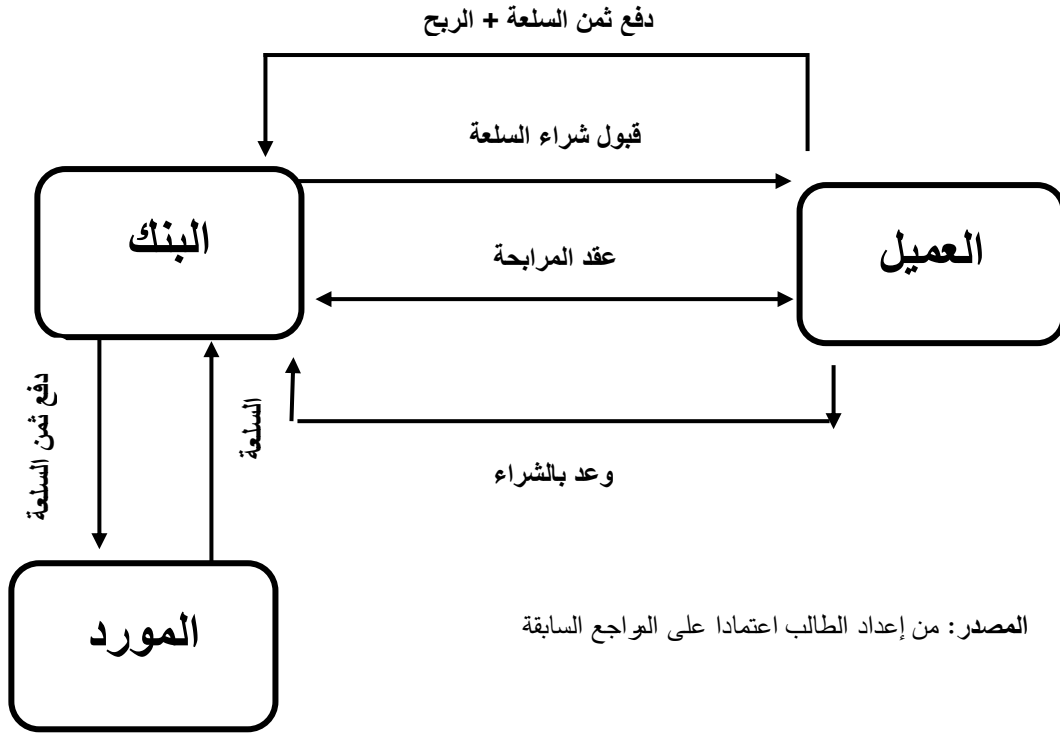 دفع ثمن السلعة + الربح
قبول شراء السلعة
البنك
العميل
عقد المرابحة
دفع ثمن السلعة
السلعة
وعد بالشراء
المورد
المصدر: من إعداد الطالب اعتمادا على المراجع السابقة